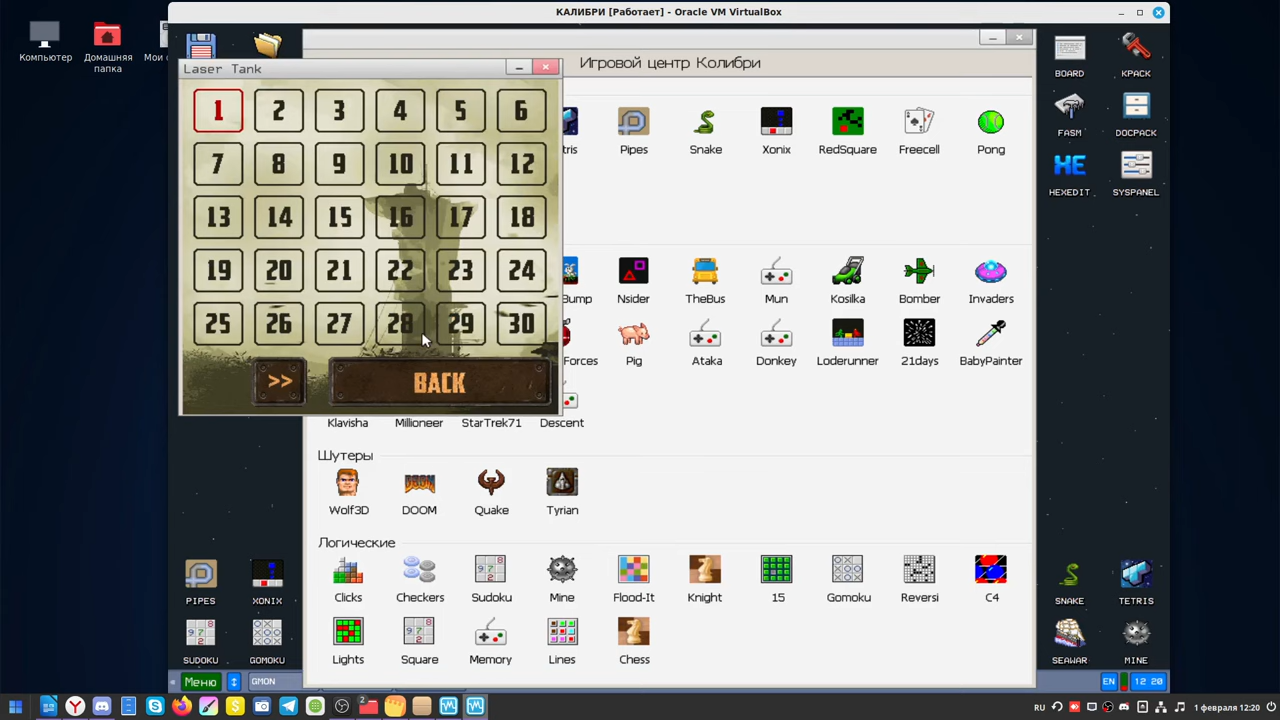 КАЛИБРИ [Работает] - Oracle VM VirtualBox
Компьютер
Домашняя папка
Мои
Игровой центр Колибри
Laser Tank
1 2 3 4 5 6
7 8 9 10 11 12
13 14 15 16 17 18
19 20 21 22 23 24
25 26 27 28 29 30
>> BACK
Pipes Snake Xonix RedSquare Freecell Pong
Bump Nsider TheBus Mun Kosilka Bomber Invaders
Forces Pig Ataka Donkey Loderunner 21days BabyPainter
Klavisha Millioneer StarTrek71 Descent
Шутеры
Wolf3D DOOM Quake Tyrian
Логические
Clicks Checkers Sudoku Mine Flood-It Knight 15 Gomoku Reversi C4
Lights Square Memory Lines Chess
BOARD KPACK
FASM DOCPACK
HEXEDIT SYSPANEL
PIPES XONIX
SUDOKU GOMOKU
SNAKE TETRIS
SEAWAR MINE
Меню GMON EN 12 20
RU 1 февраля 12:20